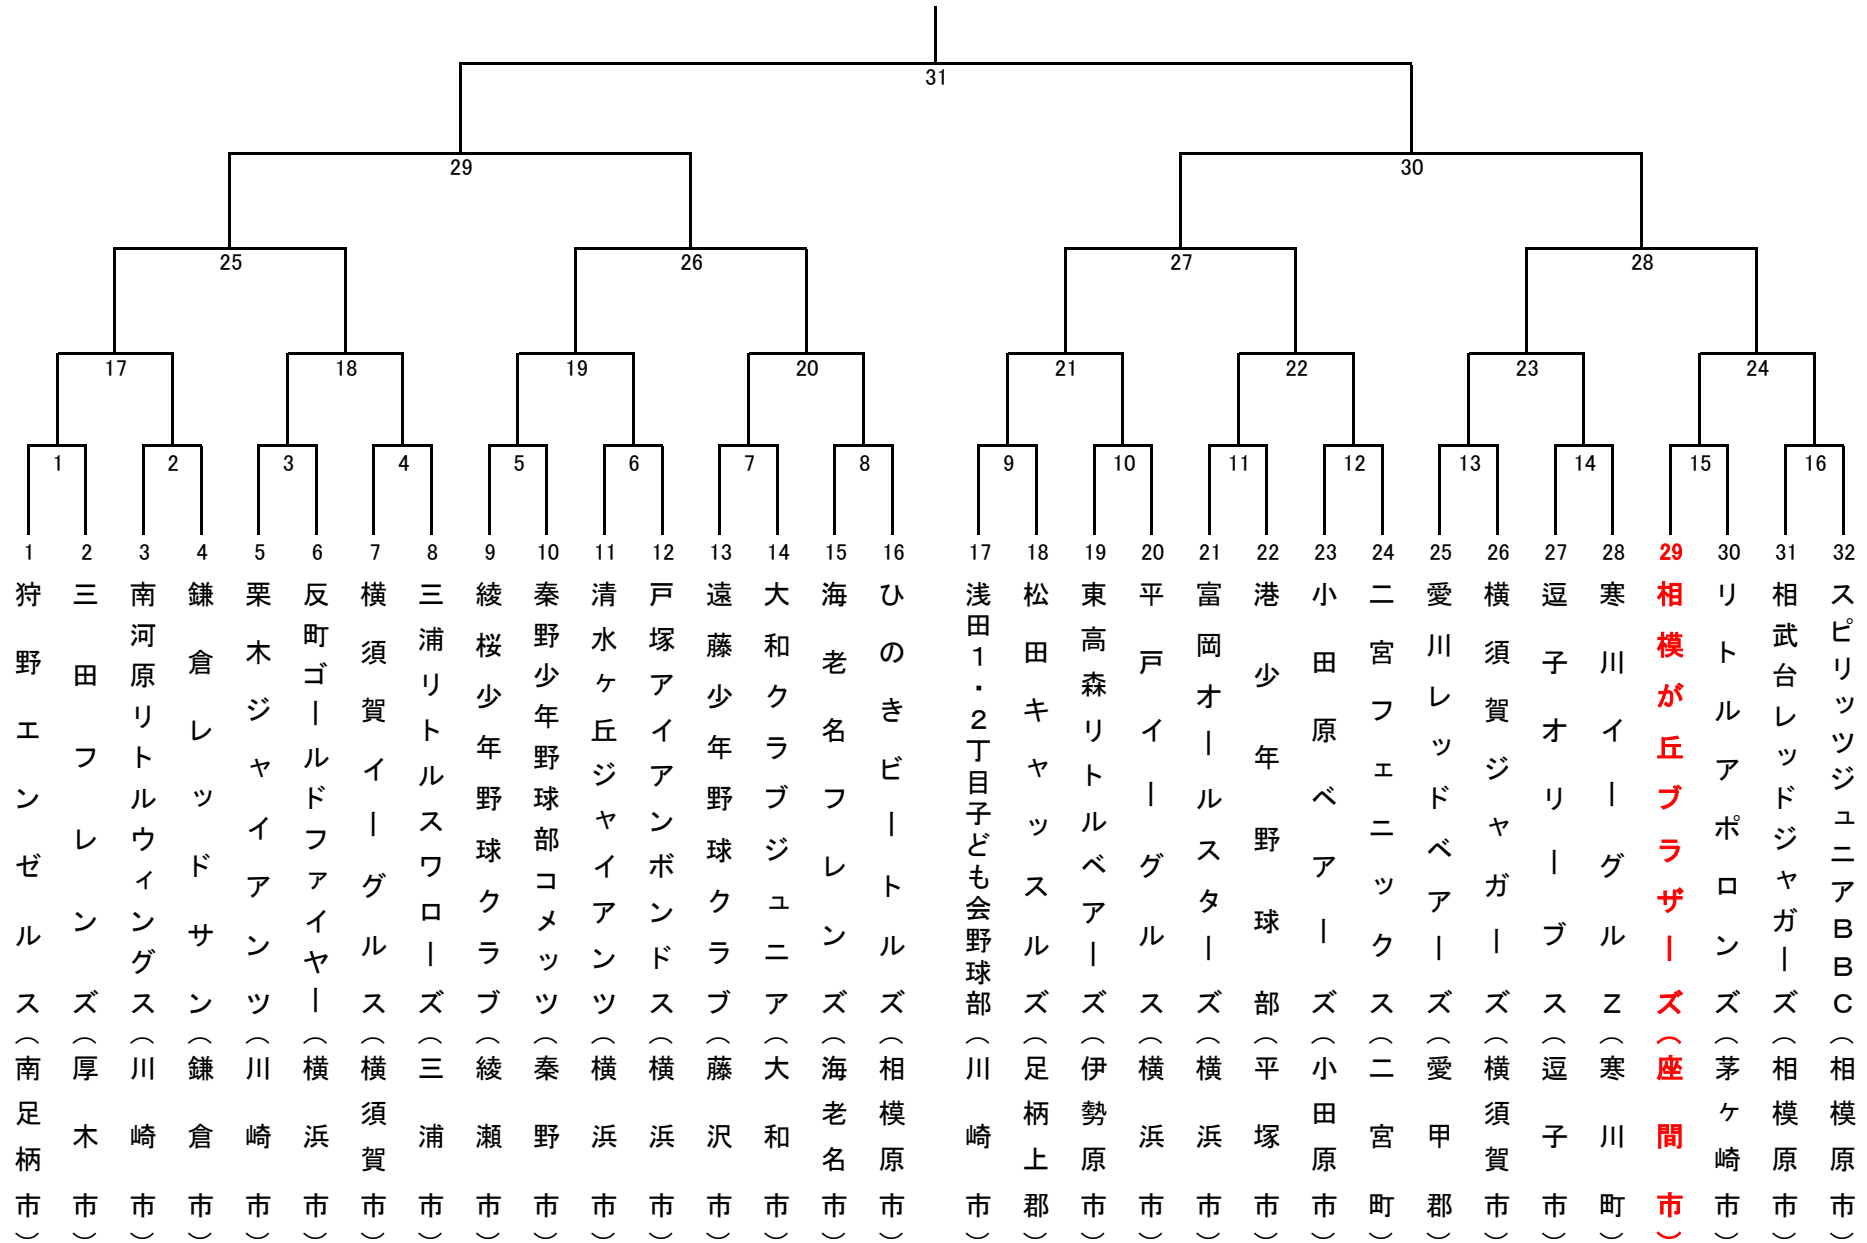 31
29
30
25
26
27
28
17
18
19
20
21
22
23
24
1
2
3
4
5
6
7
8
9
10
11
12
13
14
15
16
1 狩野エンゼルス（南足柄市）
2 三田フレンズ（厚木市）
3 南河原リトルウィングス（川崎市）
4 鎌倉レッドサン（鎌倉市）
5 栗木ジャイアンツ（川崎市）
6 反町ゴールドファイヤー（横浜市）
7 横須賀イーグルス（横須賀市）
8 三浦リトルスワローズ（三浦市）
9 綾桜少年野球クラブ（綾瀬市）
10 秦野少年野球部コメッツ（秦野市）
11 清水ヶ丘ジャイアンツ（横浜市）
12 戸塚アイアンボンドス（横浜市）
13 遠藤少年野球クラブ（藤沢市）
14 大和クラブジュニア（大和市）
15 海老名フレンズ（海老名市）
16 ひのきビートルズ（相模原市）
17 浅田１・２丁目子ども会野球部（川崎市）
18 松田キャッスルズ（足柄上郡）
19 東高森リトルベアーズ（伊勢原市）
20 平戸イーグルス（横浜市）
21 富岡オールスターズ（横浜市）
22 港少年野球部（平塚市）
23 小田原ベアーズ（小田原市）
24 二宮フェニックス（二宮町）
25 愛川レッドベアーズ（愛甲郡）
26 横須賀ジャガーズ（横須賀市）
27 逗子オリーブス（逗子市）
28 寒川イーグルＺ（寒川町）
29 相模が丘ブラザーズ（座間市）
30 リトルアポロンズ（茅ヶ崎市）
31 相武台レッドジャガーズ（相模原市）
32 スピリッツジュニアＢＢＣ（相模原市）